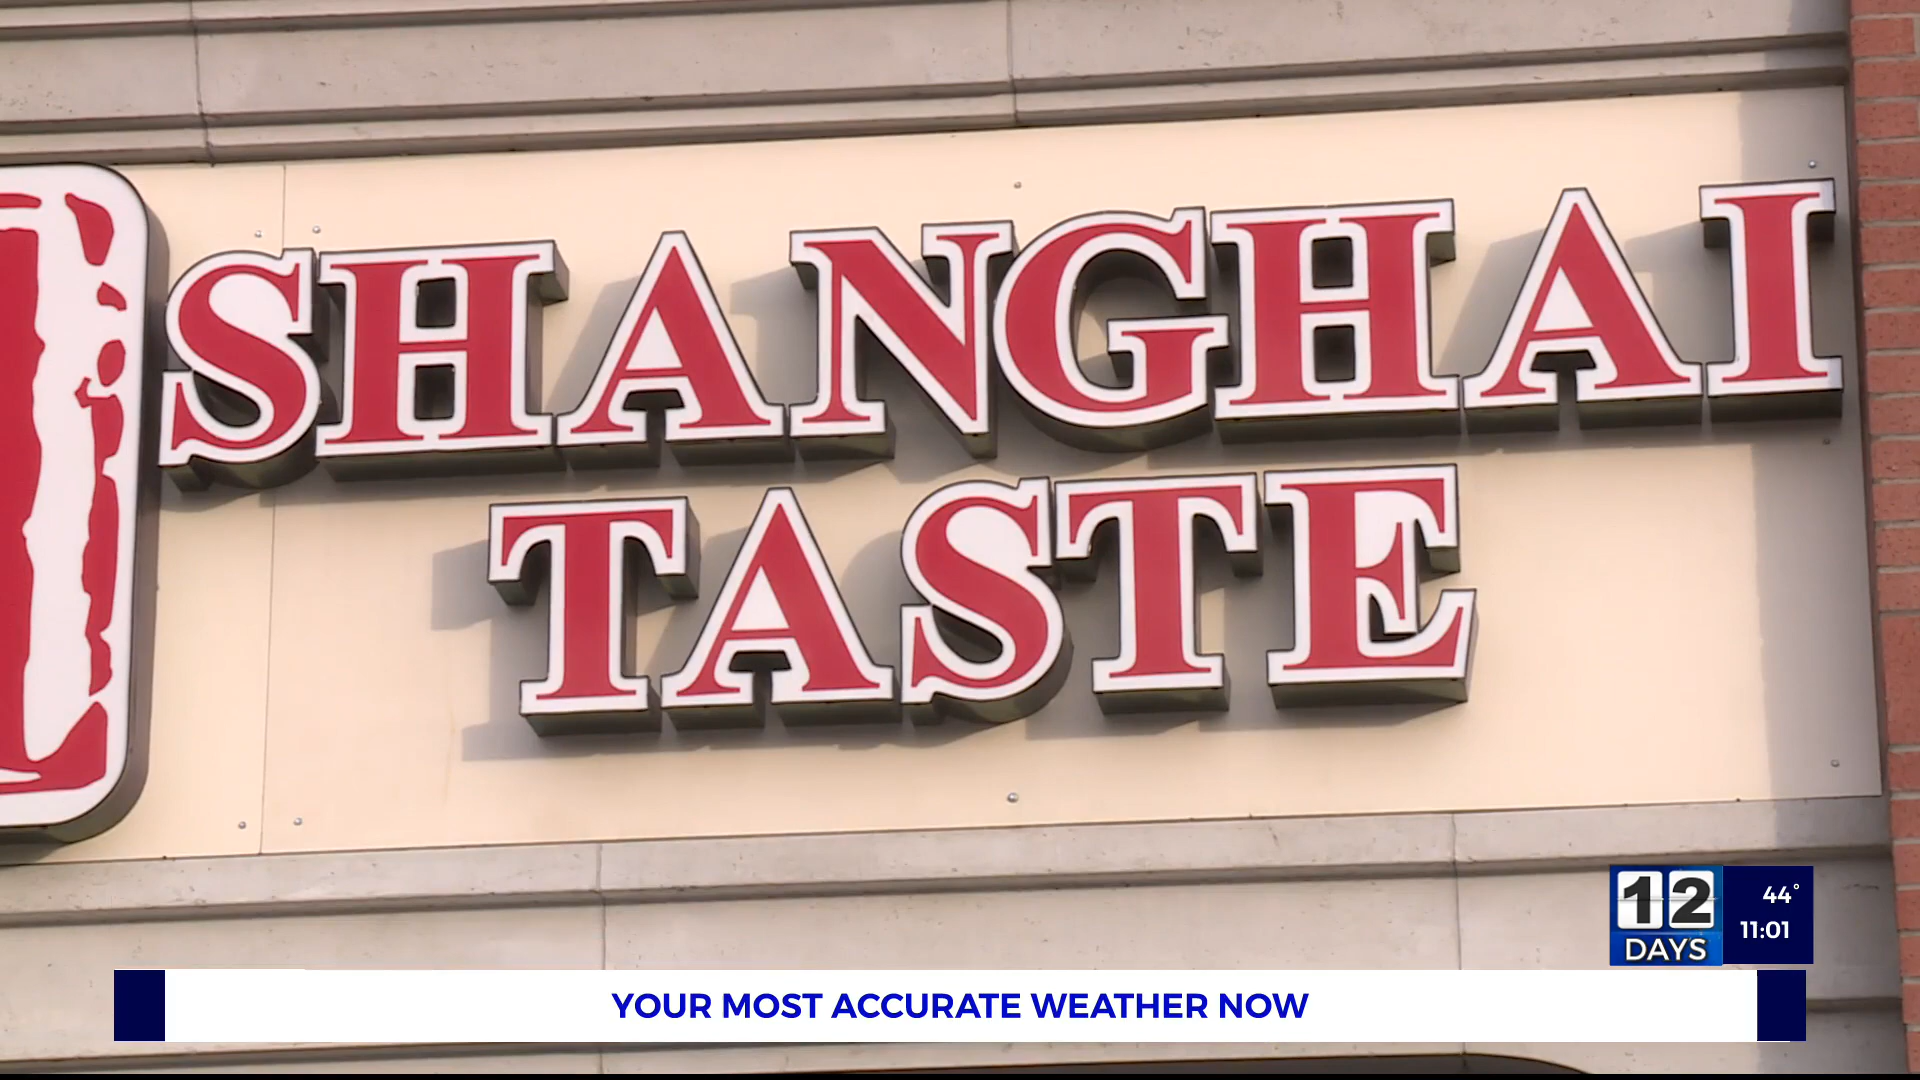 SHANGHAI
TASTE
12
DAYS
44°
11:01
YOUR MOST ACCURATE WEATHER NOW